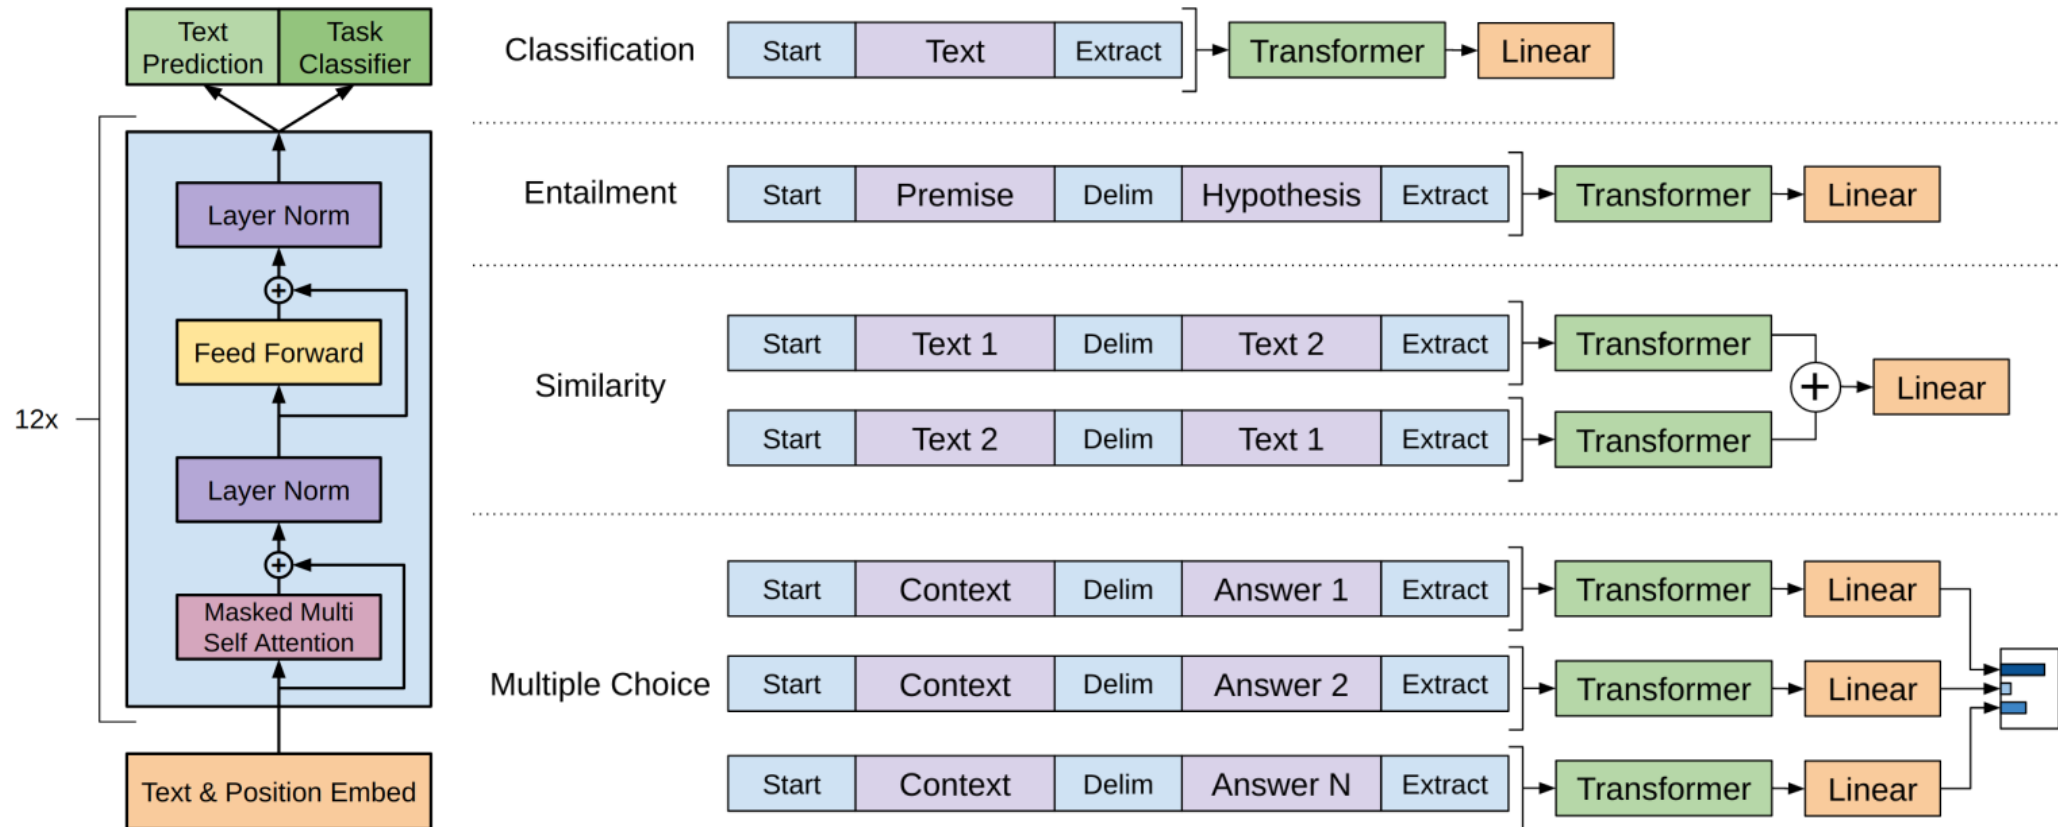 Text
Prediction
Task
Classifier
12x
Layer Norm
Feed Forward
Layer Norm
Masked Multi
Self Attention
Text & Position Embed
Classification
Start Text Extract Transformer Linear
Entailment
Start Premise Delim Hypothesis Extract Transformer Linear
Similarity
Start Text 1 Delim Text 2 Extract Transformer
Start Text 2 Delim Text 1 Extract Transformer
Linear
Multiple Choice
Start Context Delim Answer 1 Extract Transformer Linear
Start Context Delim Answer 2 Extract Transformer Linear
Start Context Delim Answer N Extract Transformer Linear